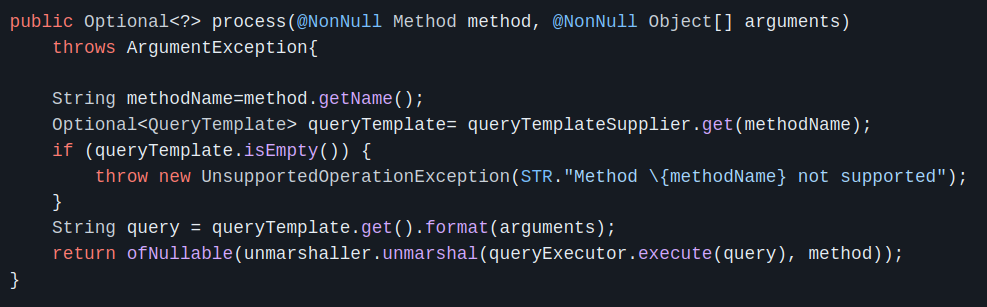 public Optional<?> process(@NonNull Method method, @NonNull Object[] arguments)
    throws ArgumentException{

    String methodName=method.getName();
    Optional<QueryTemplate> queryTemplate= queryTemplateSupplier.get(methodName);
    if (queryTemplate.isEmpty()) {
        throw new UnsupportedOperationException(STR."Method \{methodName} not supported");
    }
    String query = queryTemplate.get().format(arguments);
    return ofNullable(unmarshaller.unmarshal(queryExecutor.execute(query), method));
}